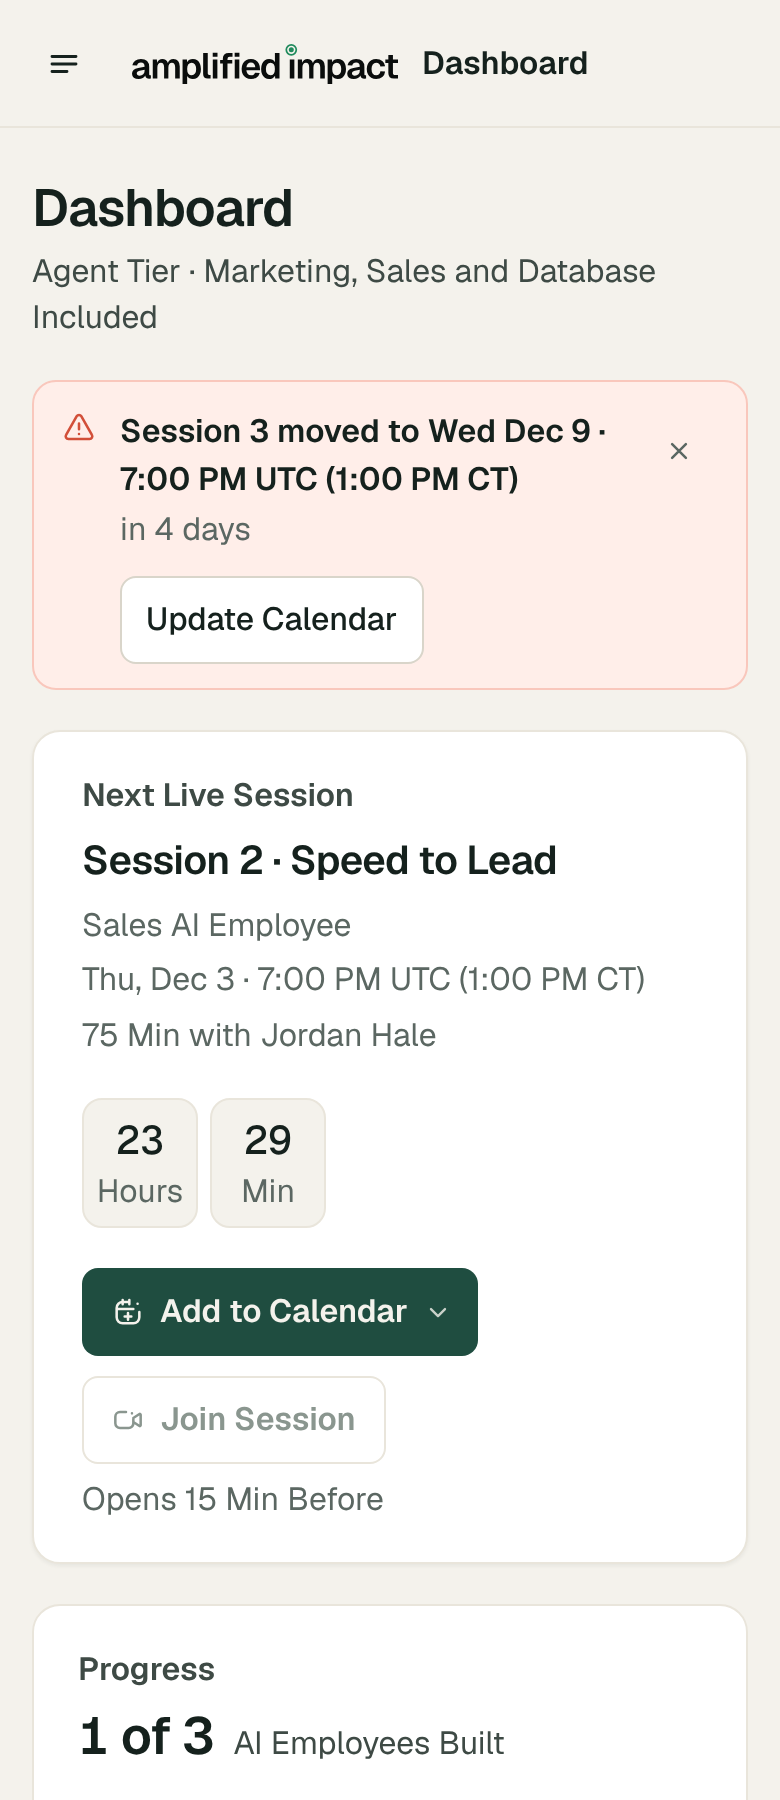 amplified impact Dashboard
Dashboard
Agent Tier · Marketing, Sales and Database
Included
Session 3 moved to Wed Dec 9 ·
7:00 PM UTC (1:00 PM CT)
in 4 days
Update Calendar
Next Live Session
Session 2 · Speed to Lead
Sales AI Employee
Thu, Dec 3 · 7:00 PM UTC (1:00 PM CT)
75 Min with Jordan Hale
23 29
Hours Min
Add to Calendar
Join Session
Opens 15 Min Before
Progress
1 of 3 AI Employees Built